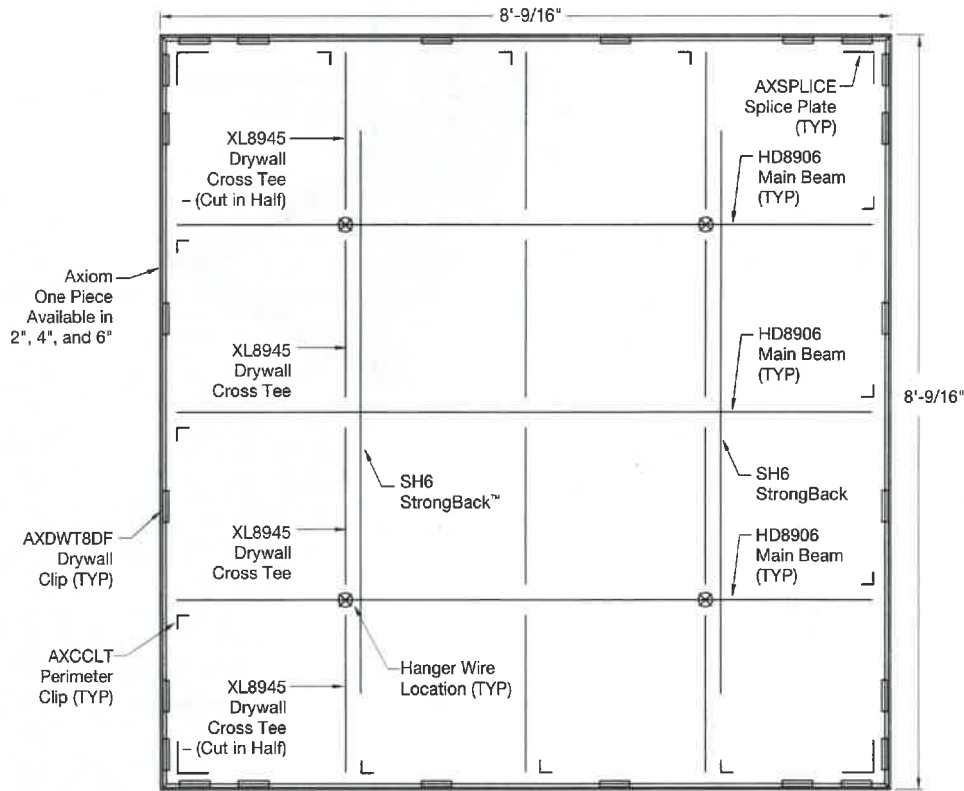 8'-9/16"
AXSPLICE
Splice Plate
(TYP)
XL8945
Drywall
Cross Tee
– (Cut in Half)
HD8906
Main Beam
(TYP)
Axiom
One Piece
Available in
2", 4", and 6"
XL8945
Drywall
Cross Tee
HD8906
Main Beam
(TYP)
8'-9/16"
SH6
StrongBack™
SH6
StrongBack
AXDWT8DF
Drywall
Clip (TYP)
XL8945
Drywall
Cross Tee
HD8906
Main Beam
(TYP)
AXCCLT
Perimeter
Clip (TYP)
Hanger Wire
Location (TYP)
XL8945
Drywall
Cross Tee
– (Cut in Half)